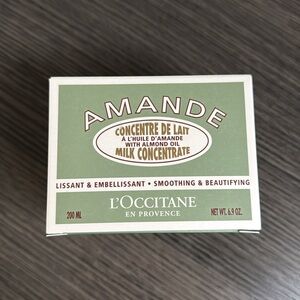 AMANDE
CONCENTRE DE LAIT
À L'HUILE D'AMANDE
WITH ALMOND OIL
MILK CONCENTRATE
LISSANT & EMBELLISSANT • SMOOTHING & BEAUTIFYING
L'OCCITANE
EN PROVENCE
200 ML
NET WT. 6.9 OZ.